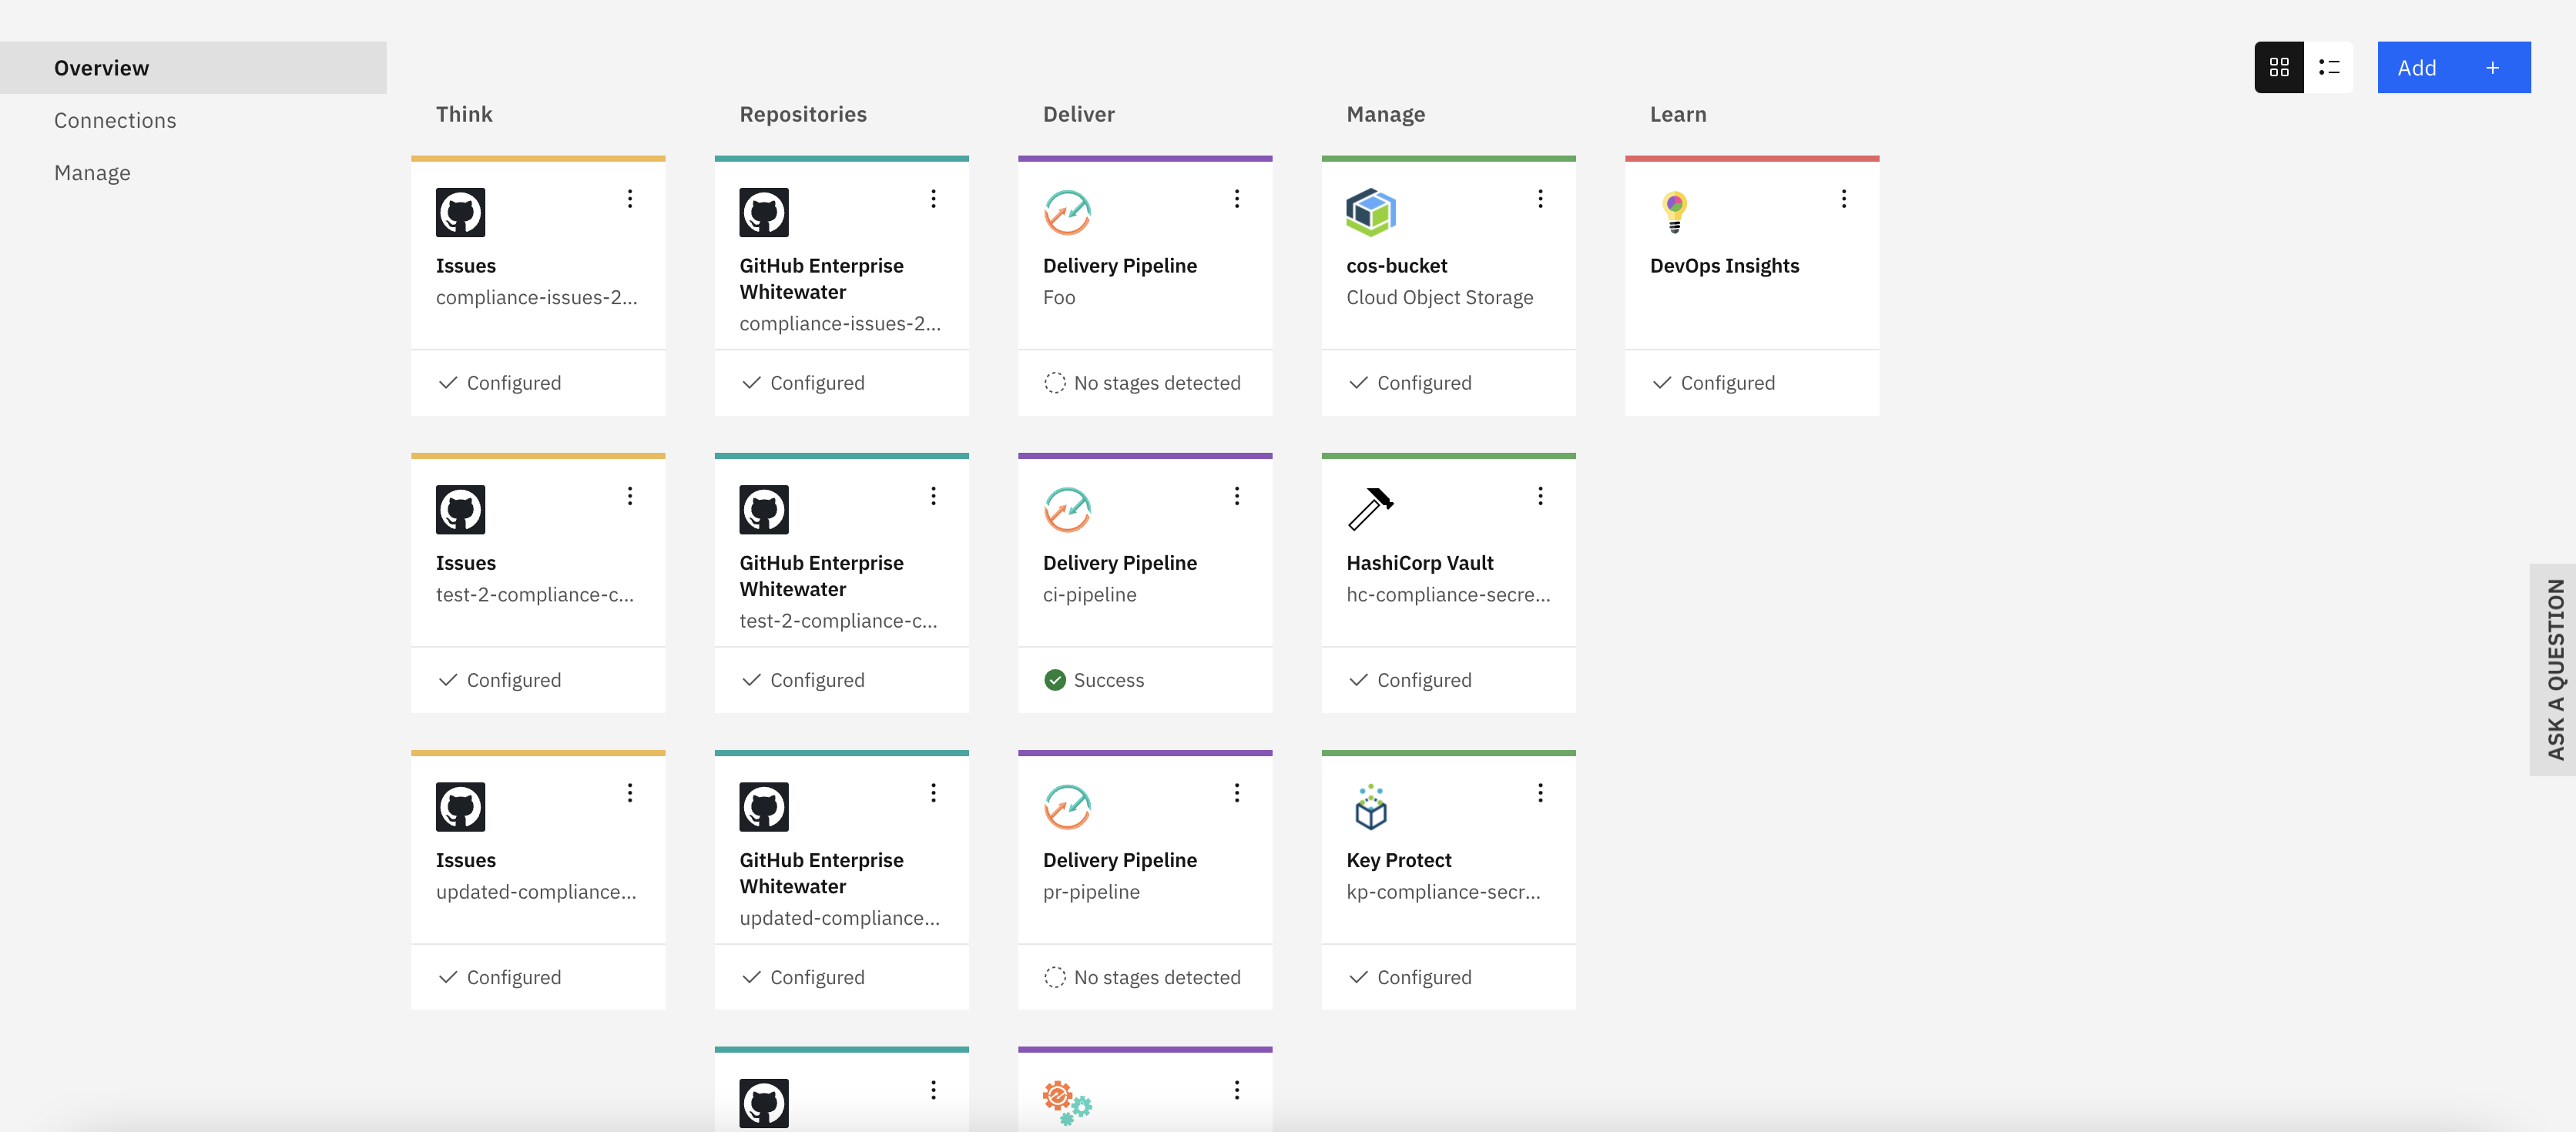 Overview
Connections
Manage
Add +
Think
Repositories
Deliver
Manage
Learn
Issues
compliance-issues-2...
Configured
GitHub Enterprise
Whitewater
compliance-issues-2...
Configured
Delivery Pipeline
Foo
No stages detected
cos-bucket
Cloud Object Storage
Configured
DevOps Insights
Configured
Issues
test-2-compliance-c...
Configured
GitHub Enterprise
Whitewater
test-2-compliance-c...
Configured
Delivery Pipeline
ci-pipeline
Success
HashiCorp Vault
hc-compliance-secre...
Configured
Issues
updated-compliance...
Configured
GitHub Enterprise
Whitewater
updated-compliance...
Configured
Delivery Pipeline
pr-pipeline
No stages detected
Key Protect
kp-compliance-secr...
Configured
ASK A QUESTION